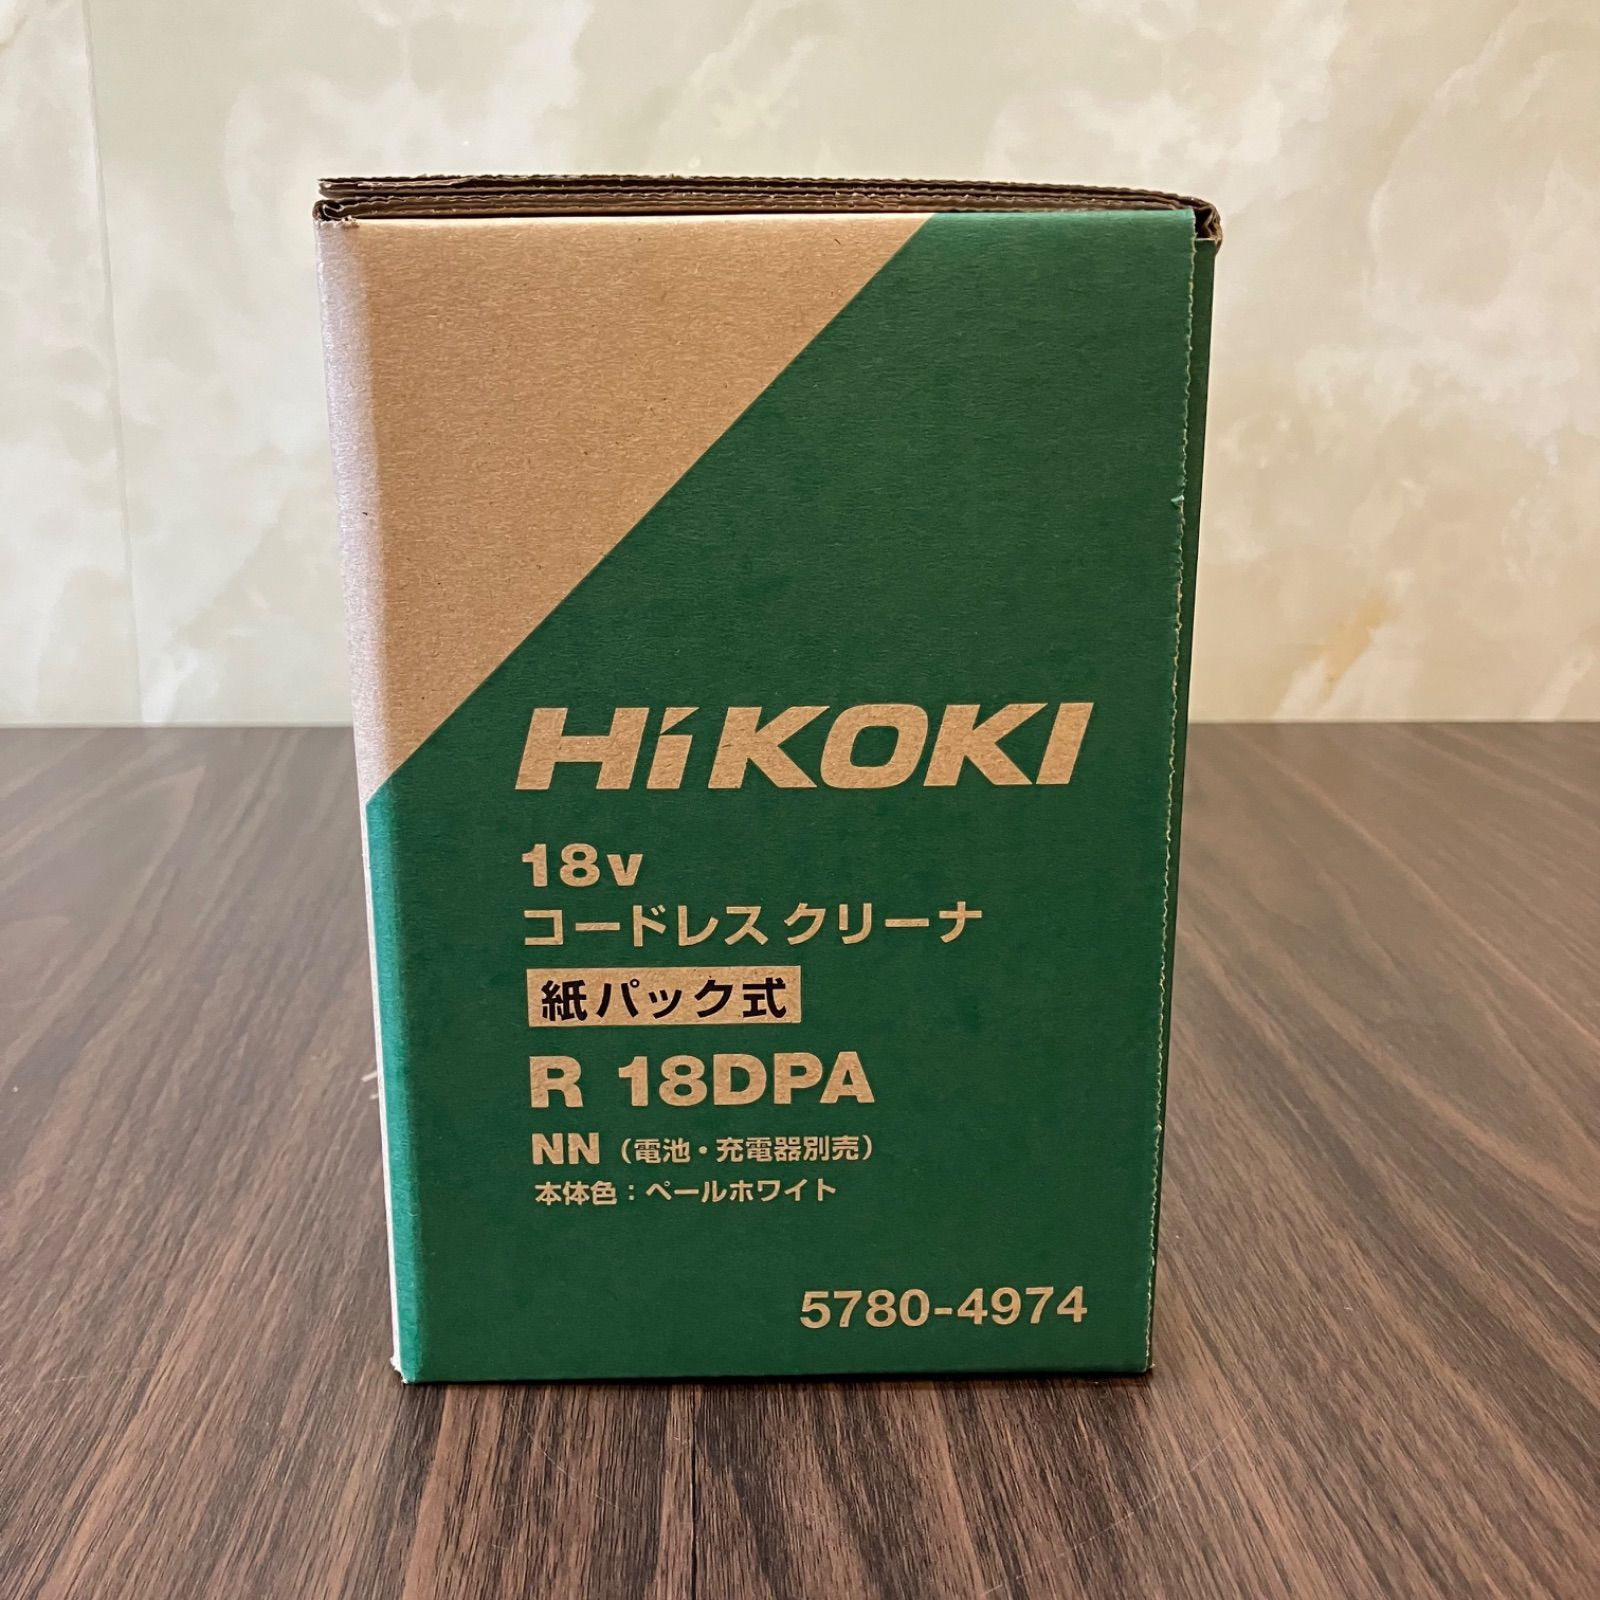 HiKOKI
18v
コードレス クリーナ
紙パック式
R 18DPA
NN（電池・充電器別売）
本体色：ペールホワイト
5780-4974